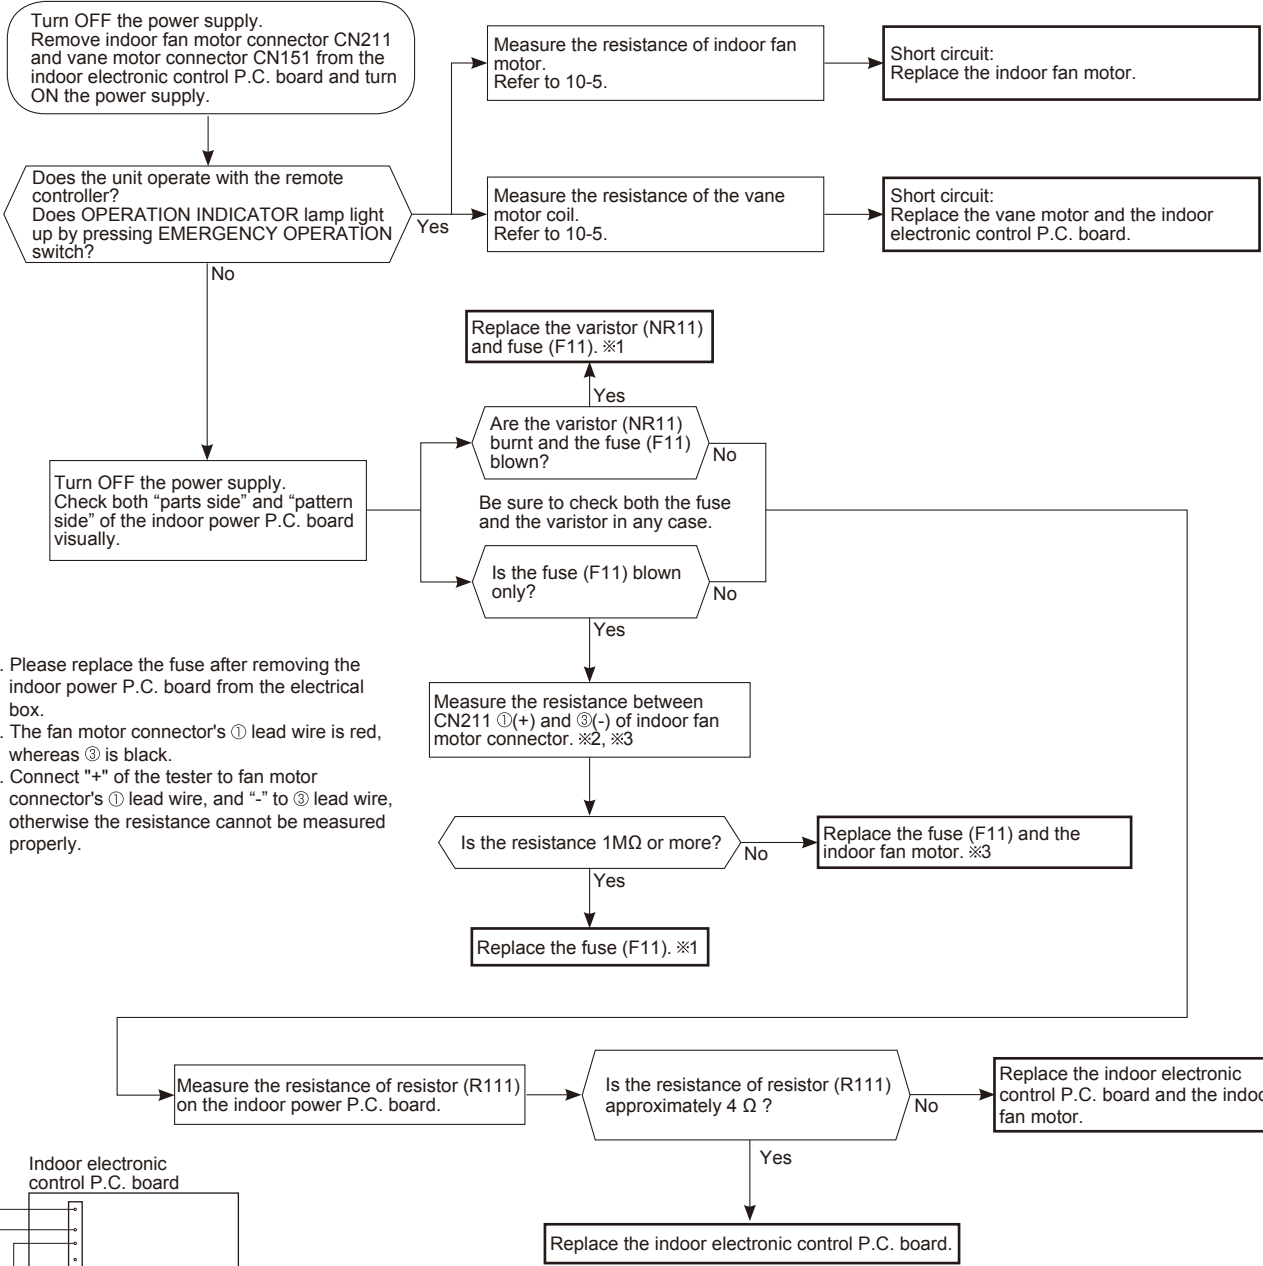 Turn OFF the power supply.
Remove indoor fan motor connector CN211
and vane motor connector CN151 from the
indoor electronic control P.C. board and turn
ON the power supply.
Measure the resistance of indoor fan
motor.
Refer to 10-5.
Short circuit:
Replace the indoor fan motor.
Does the unit operate with the remote
controller?
Does OPERATION INDICATOR lamp light
up by pressing EMERGENCY OPERATION
switch?
Yes
Measure the resistance of the vane
motor coil.
Refer to 10-5.
Short circuit:
Replace the vane motor and the indoor
electronic control P.C. board.
No
Replace the varistor (NR11)
and fuse (F11). ※1
Yes
Are the varistor (NR11)
burnt and the fuse (F11)
blown?
No
Turn OFF the power supply.
Check both “parts side” and “pattern
side” of the indoor power P.C. board
visually.
Be sure to check both the fuse
and the varistor in any case.
Is the fuse (F11) blown
only?
No
Yes
. Please replace the fuse after removing the
indoor power P.C. board from the electrical
box.
. The fan motor connector's ① lead wire is red,
whereas ③ is black.
. Connect "+" of the tester to fan motor
connector's ① lead wire, and “-” to ③ lead wire,
otherwise the resistance cannot be measured
properly.
Measure the resistance between
CN211 ①(+) and ③(-) of indoor fan
motor connector. ※2, ※3
Is the resistance 1MΩ or more?
No
Replace the fuse (F11) and the
indoor fan motor. ※3
Yes
Replace the fuse (F11). ※1
Measure the resistance of resistor (R111)
on the indoor power P.C. board.
Is the resistance of resistor (R111)
approximately 4 Ω ?
No
Replace the indoor electronic
control P.C. board and the
fan motor.
Yes
Replace the indoor electronic control P.C. board.
Indoor electronic
control P.C. board